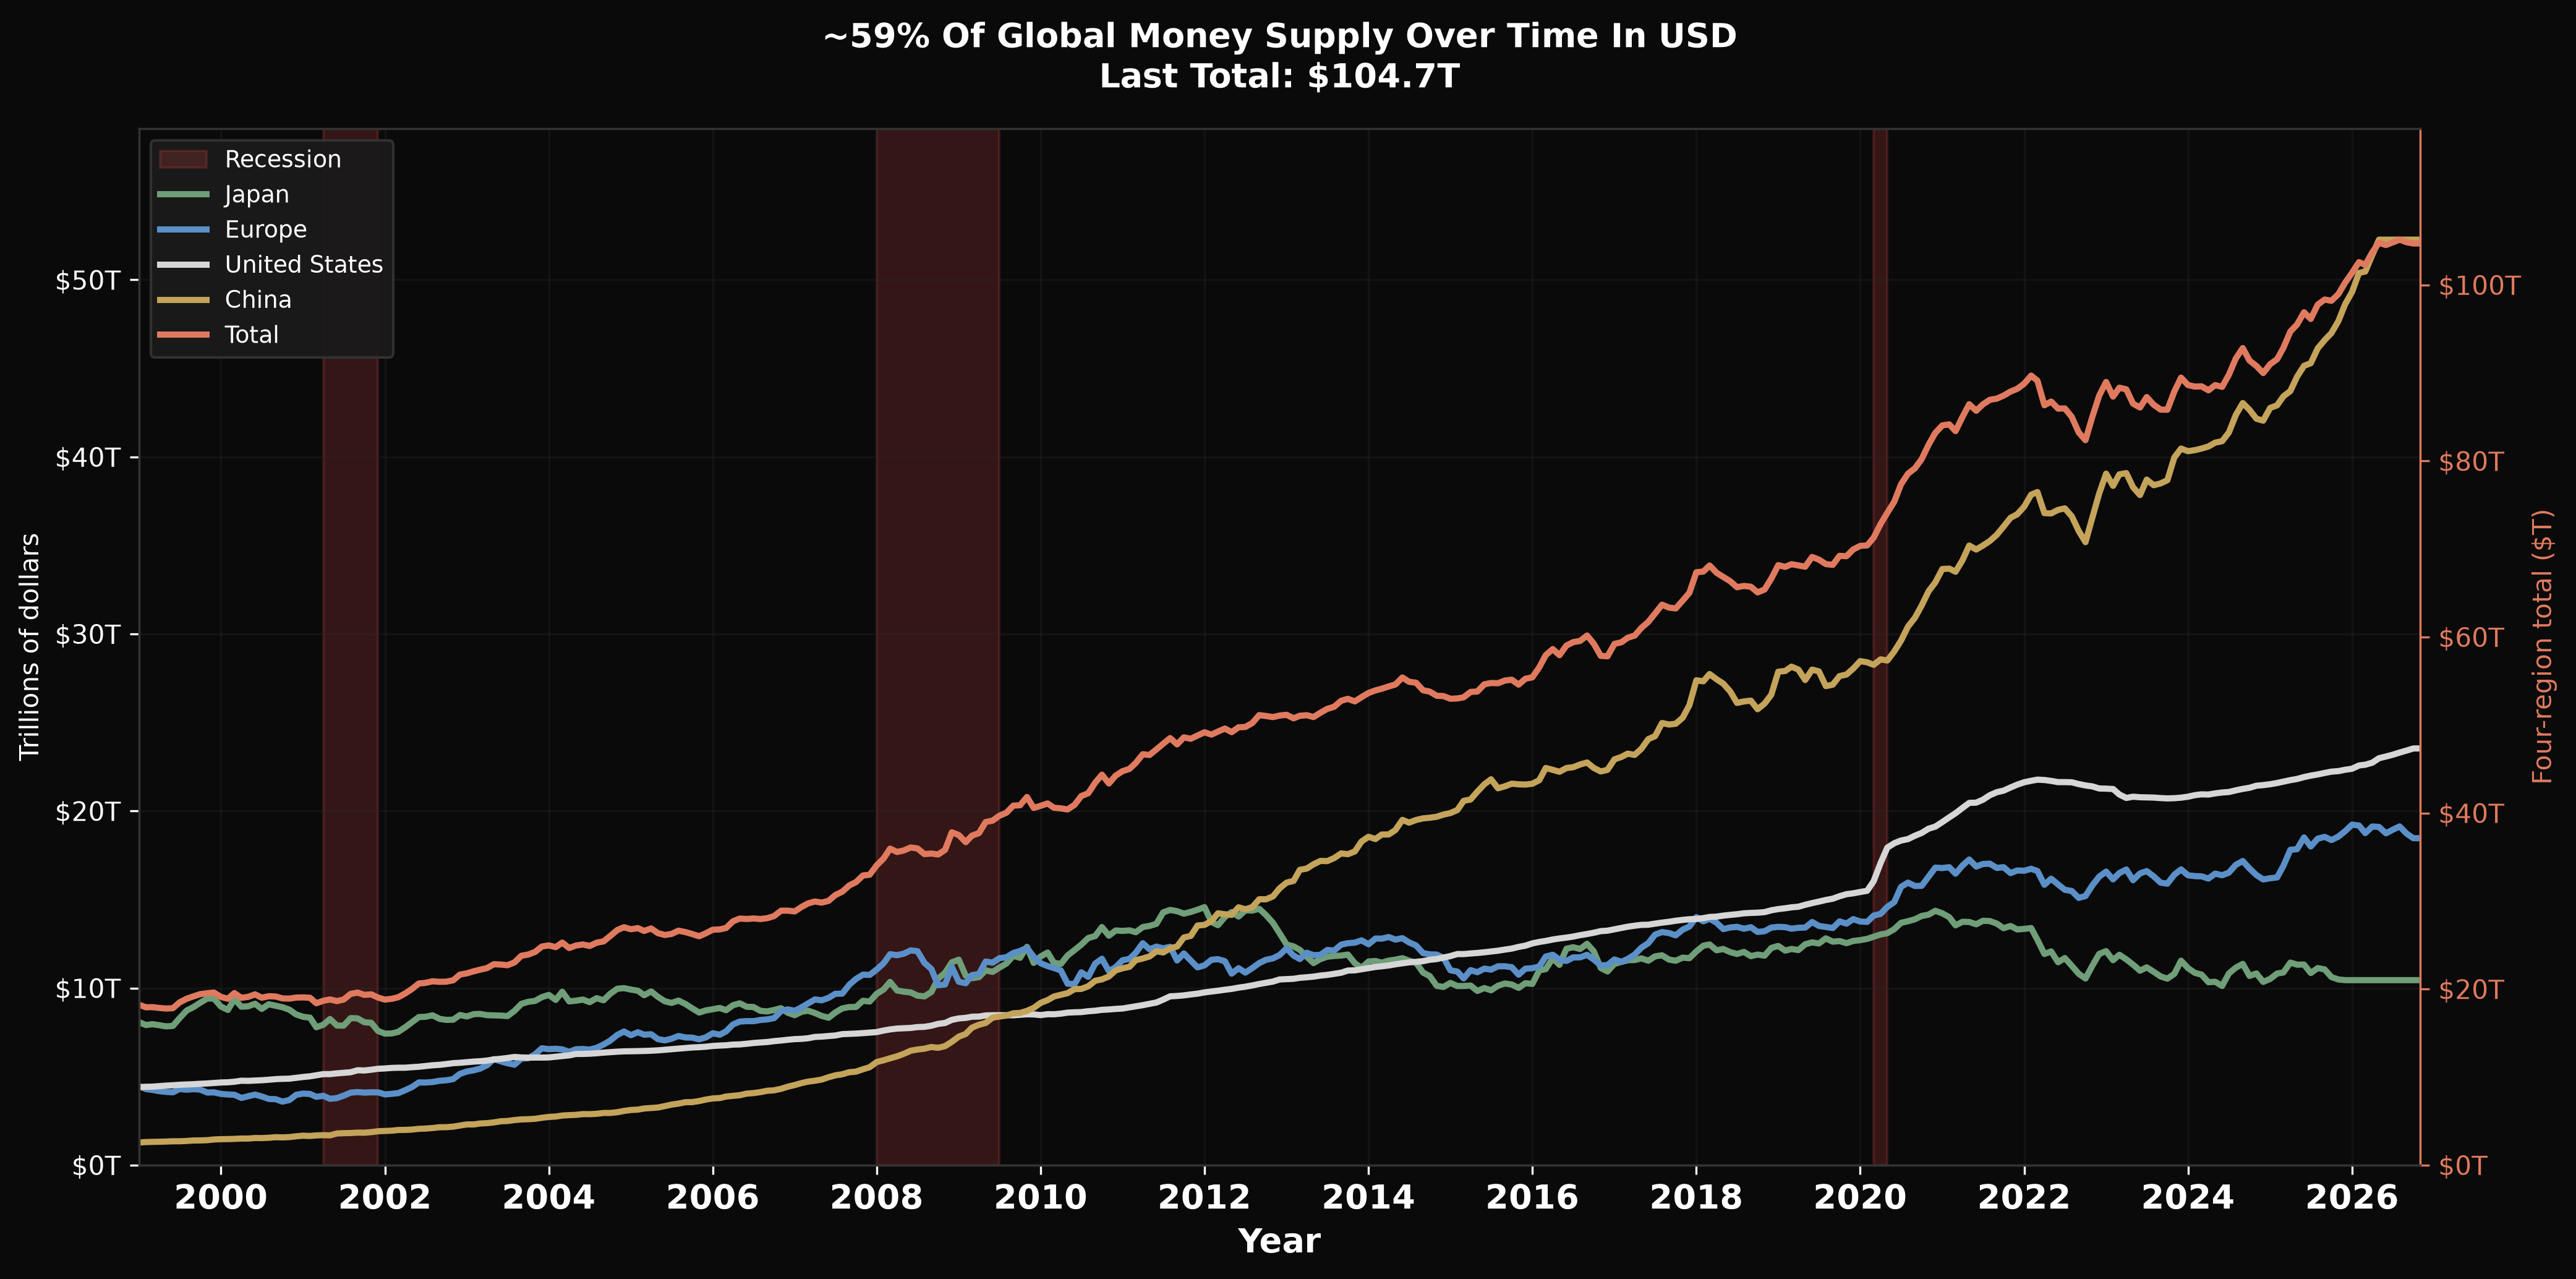 ~59% Of Global Money Supply Over Time In USD
Last Total: $104.7T
Recession
Japan
Europe
United States
China
Total
Trillions of dollars
$50T
$40T
$30T
$20T
$10T
$0T
$100T
$80T
$60T
$40T
$20T
$0T
Four-region total ($T)
2000 2002 2004 2006 2008 2010 2012 2014 2016 2018 2020 2022 2024 2026
Year